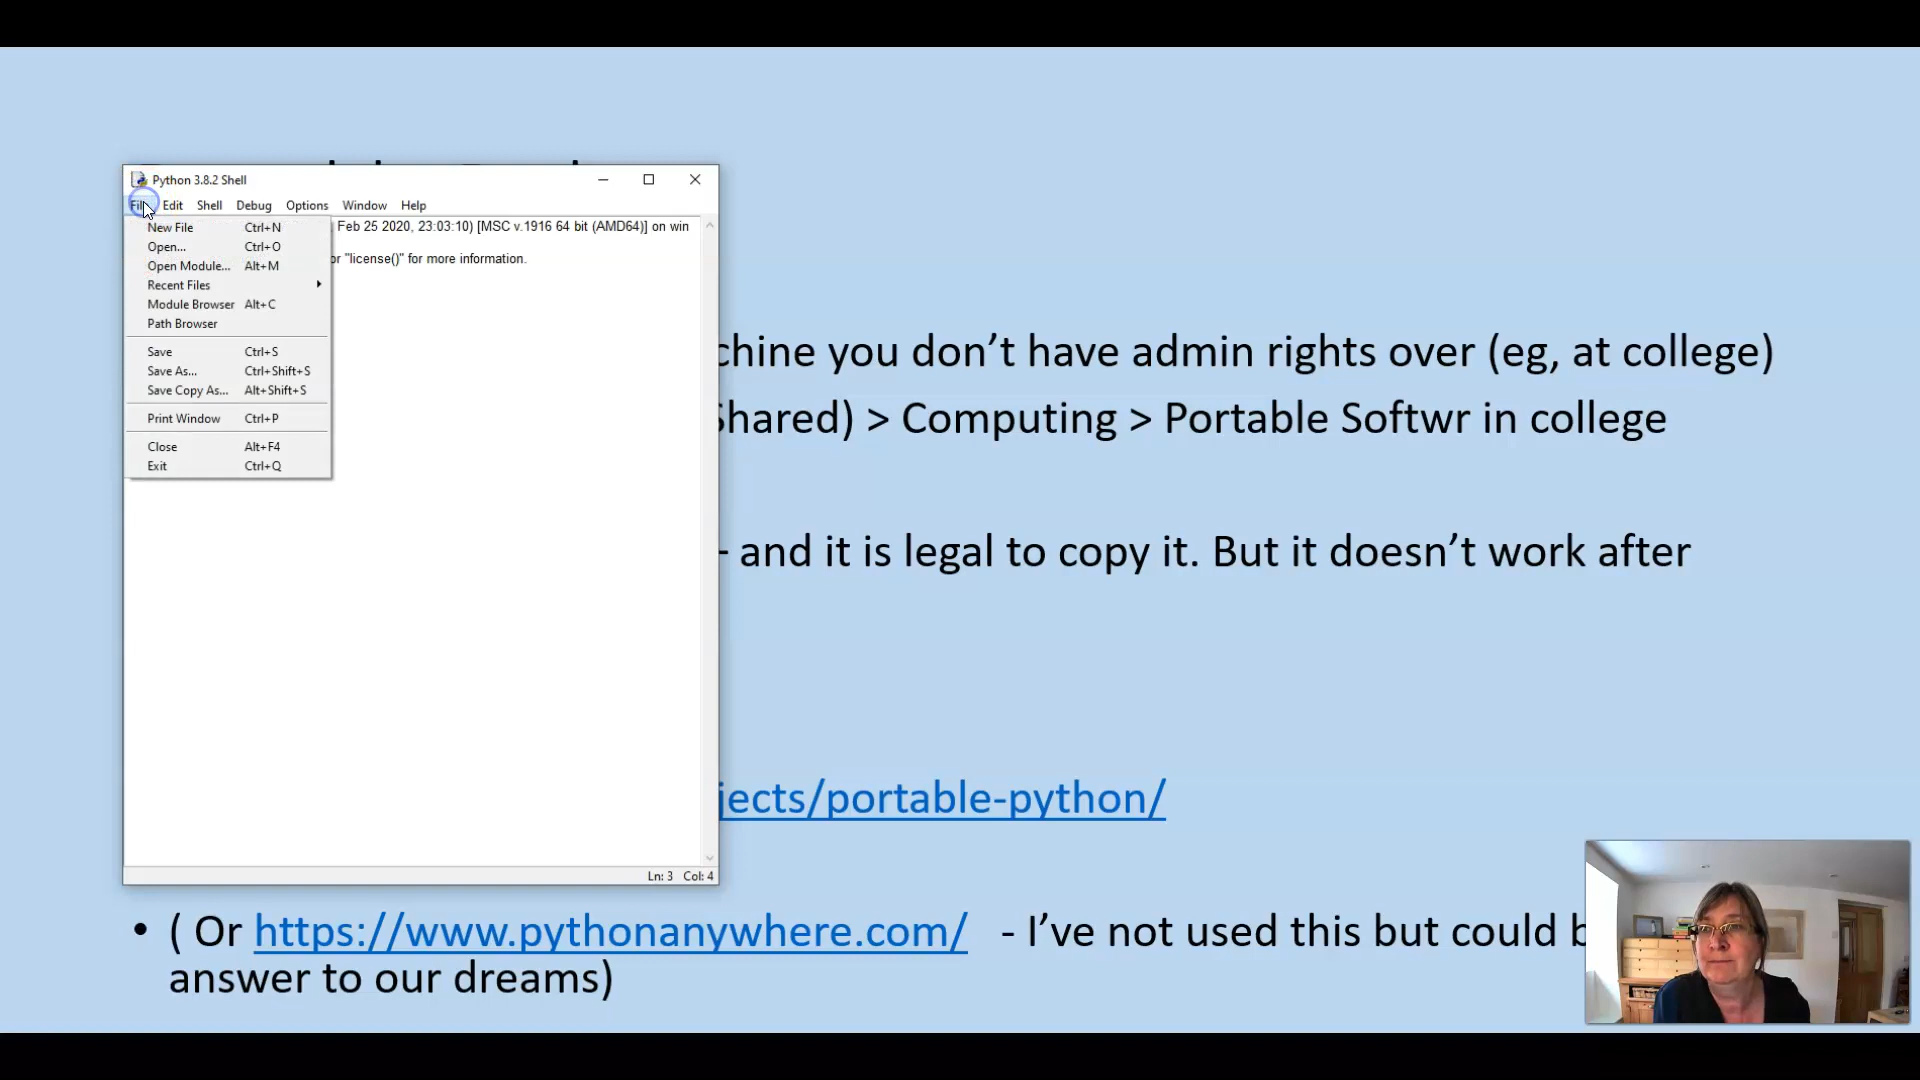 Python 3.8.2 Shell
File Edit Shell Debug Options Window Help
Feb 25 2020, 23:03:10) [MSC v.1916 64 bit (AMD64)] on win
or "license()" for more information.
New File Ctrl+N
Open... Ctrl+O
Open Module... Alt+M
Recent Files
Module Browser Alt+C
Path Browser
Save Ctrl+S
Save As... Ctrl+Shift+S
Save Copy As... Alt+Shift+S
Print Window Ctrl+P
Close Alt+F4
Exit Ctrl+Q
Ln: 3 Col: 4
chine you don’t have admin rights over (eg, at college)
Shared) > Computing > Portable Softwr in college
- and it is legal to copy it. But it doesn’t work after
jects/portable-python/
• ( Or https://www.pythonanywhere.com/ - I’ve not used this but could b
answer to our dreams)